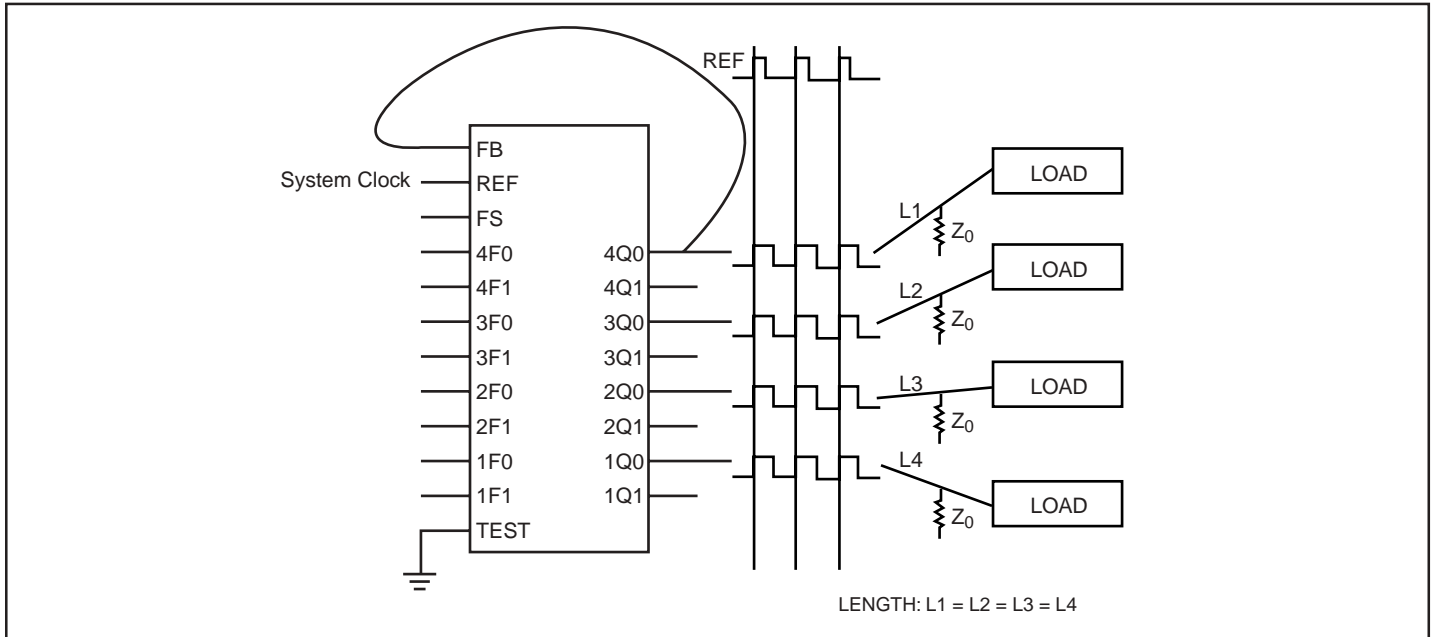 REF
FB
System Clock
REF
FS
4F0
4Q0
4F1
4Q1
3F0
3Q0
3F1
3Q1
2F0
2Q0
2F1
2Q1
1F0
1Q0
1F1
1Q1
TEST
L1
Z0
LOAD
L2
Z0
LOAD
L3
Z0
LOAD
L4
Z0
LOAD
LENGTH: L1 = L2 = L3 = L4